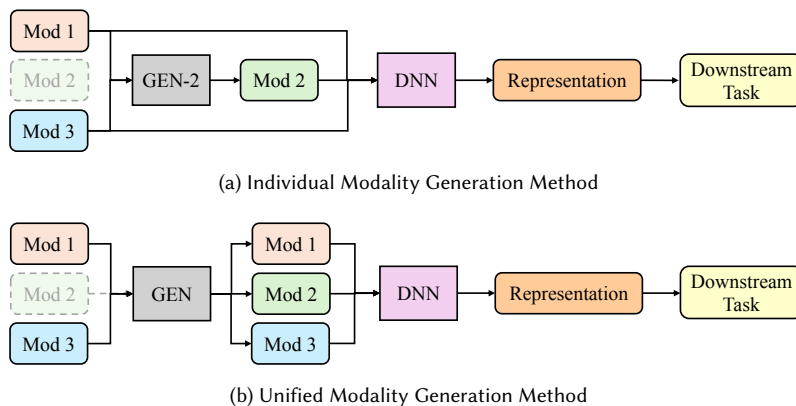 Mod 1
Mod 2
Mod 3
GEN-2
Mod 2
DNN
Representation
Downstream
Task
(a) Individual Modality Generation Method
Mod 1
Mod 2
Mod 3
GEN
Mod 1
Mod 2
Mod 3
DNN
Representation
Downstream
Task
(b) Unified Modality Generation Method